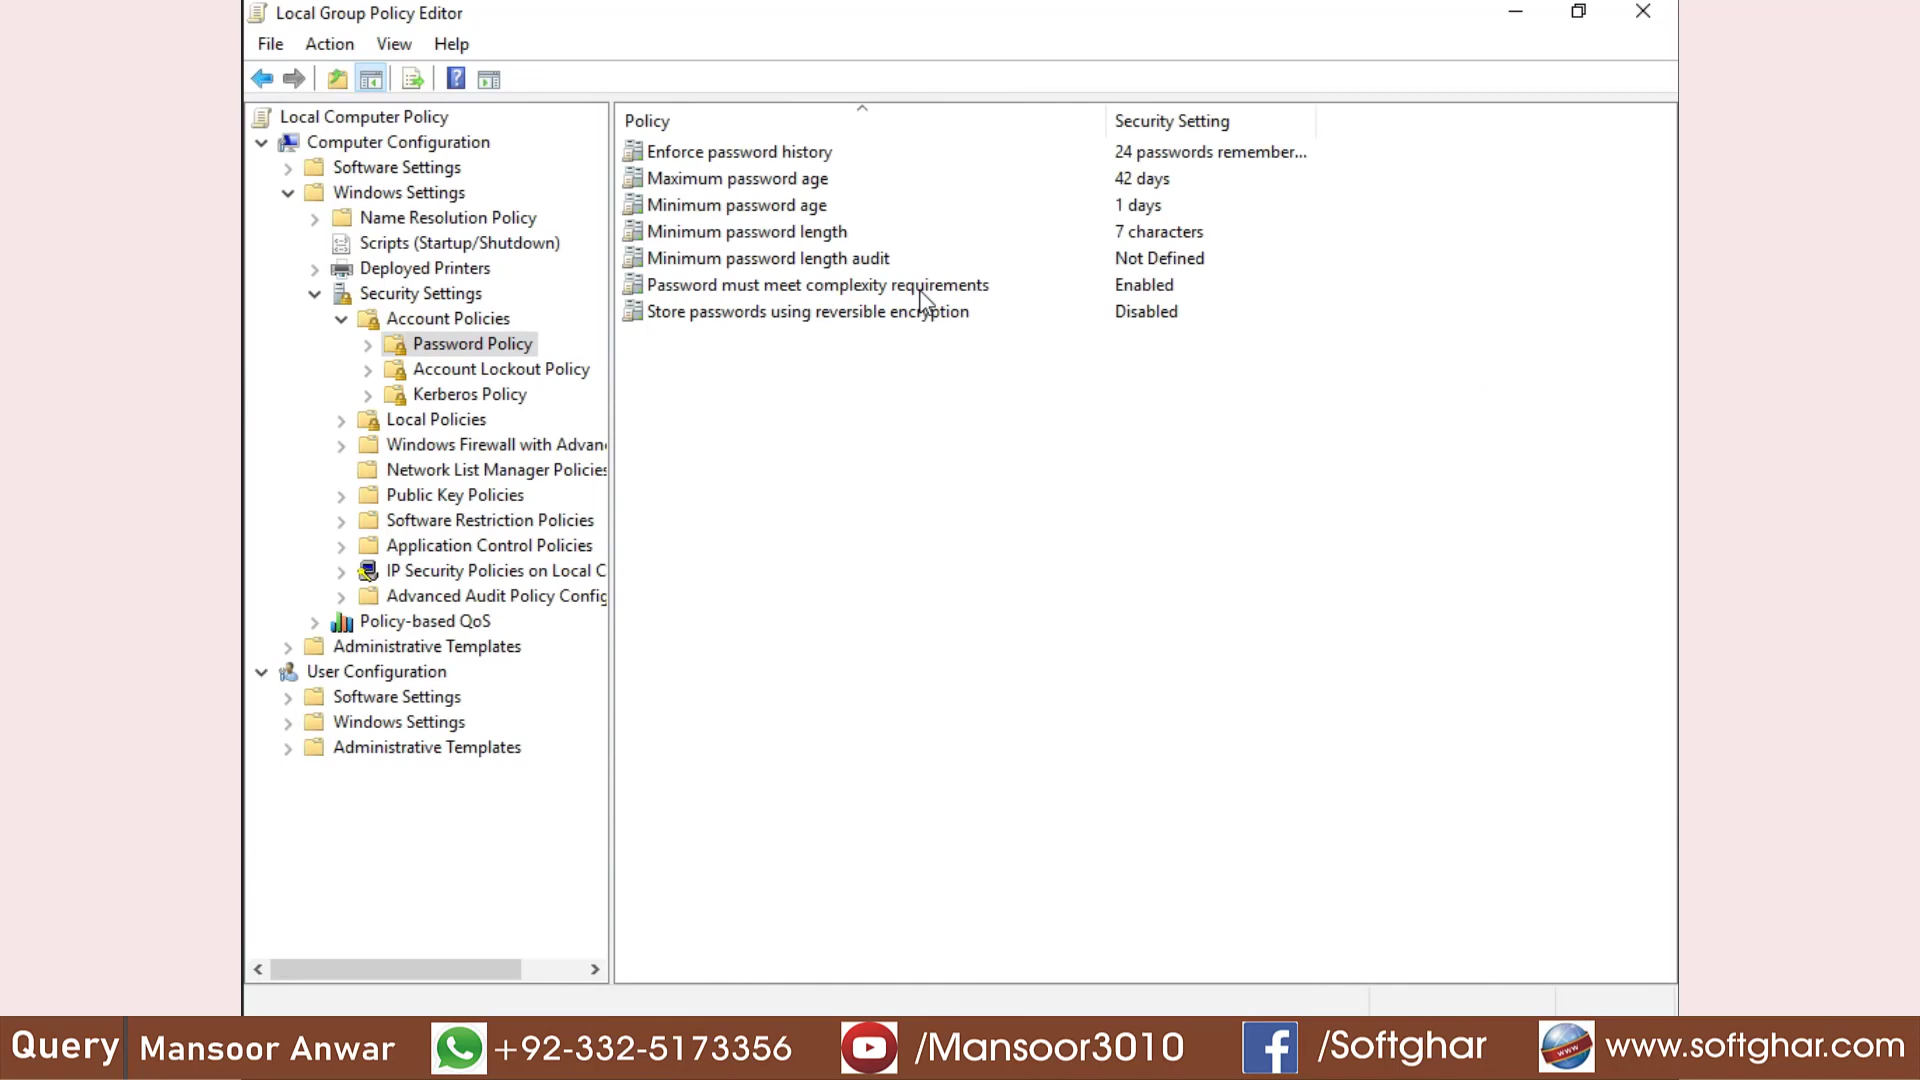 Local Group Policy Editor
File Action View Help
Local Computer Policy
Computer Configuration
Software Settings
Windows Settings
Name Resolution Policy
Scripts (Startup/Shutdown)
Deployed Printers
Security Settings
Account Policies
Password Policy
Account Lockout Policy
Kerberos Policy
Local Policies
Windows Firewall with Advan
Network List Manager Policies
Public Key Policies
Software Restriction Policies
Application Control Policies
IP Security Policies on Local C
Advanced Audit Policy Config
Policy-based QoS
Administrative Templates
User Configuration
Software Settings
Windows Settings
Administrative Templates
Policy Security Setting
Enforce password history 24 passwords remember...
Maximum password age 42 days
Minimum password age 1 days
Minimum password length 7 characters
Minimum password length audit Not Defined
Password must meet complexity requirements Enabled
Store passwords using reversible encryption Disabled
Query Mansoor Anwar +92-332-5173356 /Mansoor3010 /Softghar www www.softghar.com